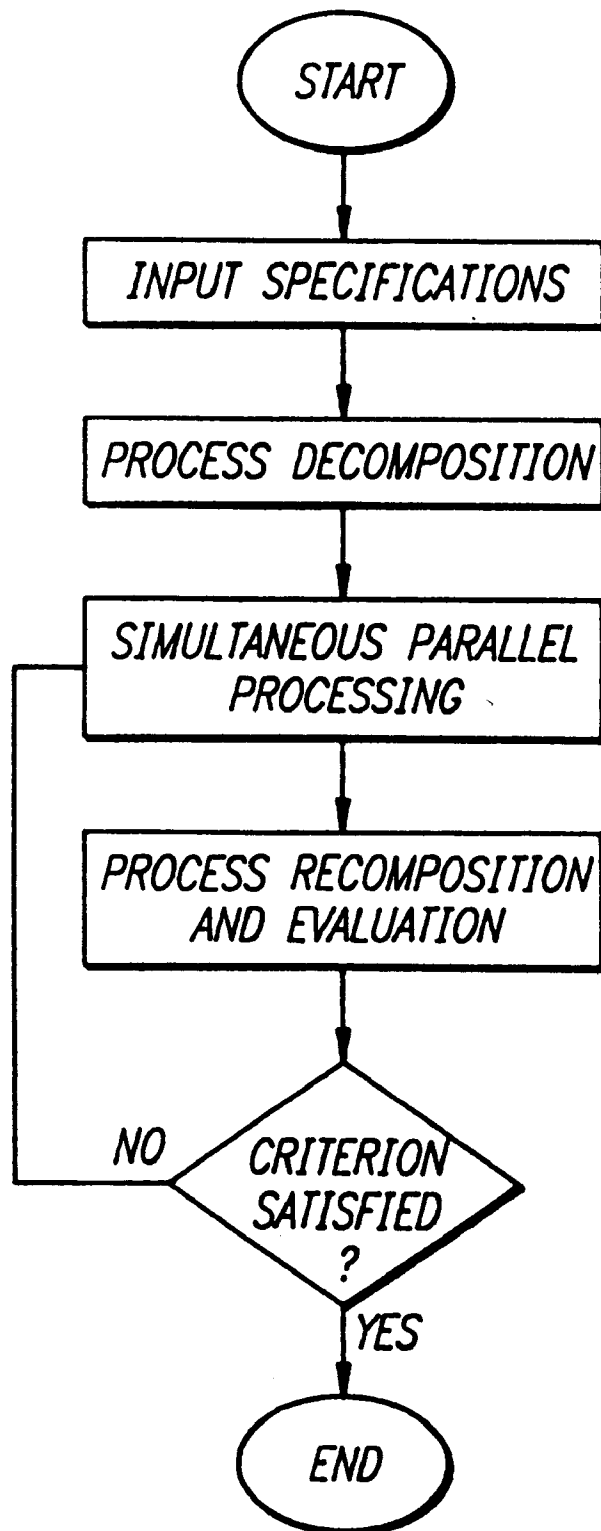 START
INPUT SPECIFICATIONS
PROCESS DECOMPOSITION
SIMULTANEOUS PARALLEL
PROCESSING
PROCESS RECOMPOSITION
AND EVALUATION
NO
CRITERION
SATISFIED
?
YES
END